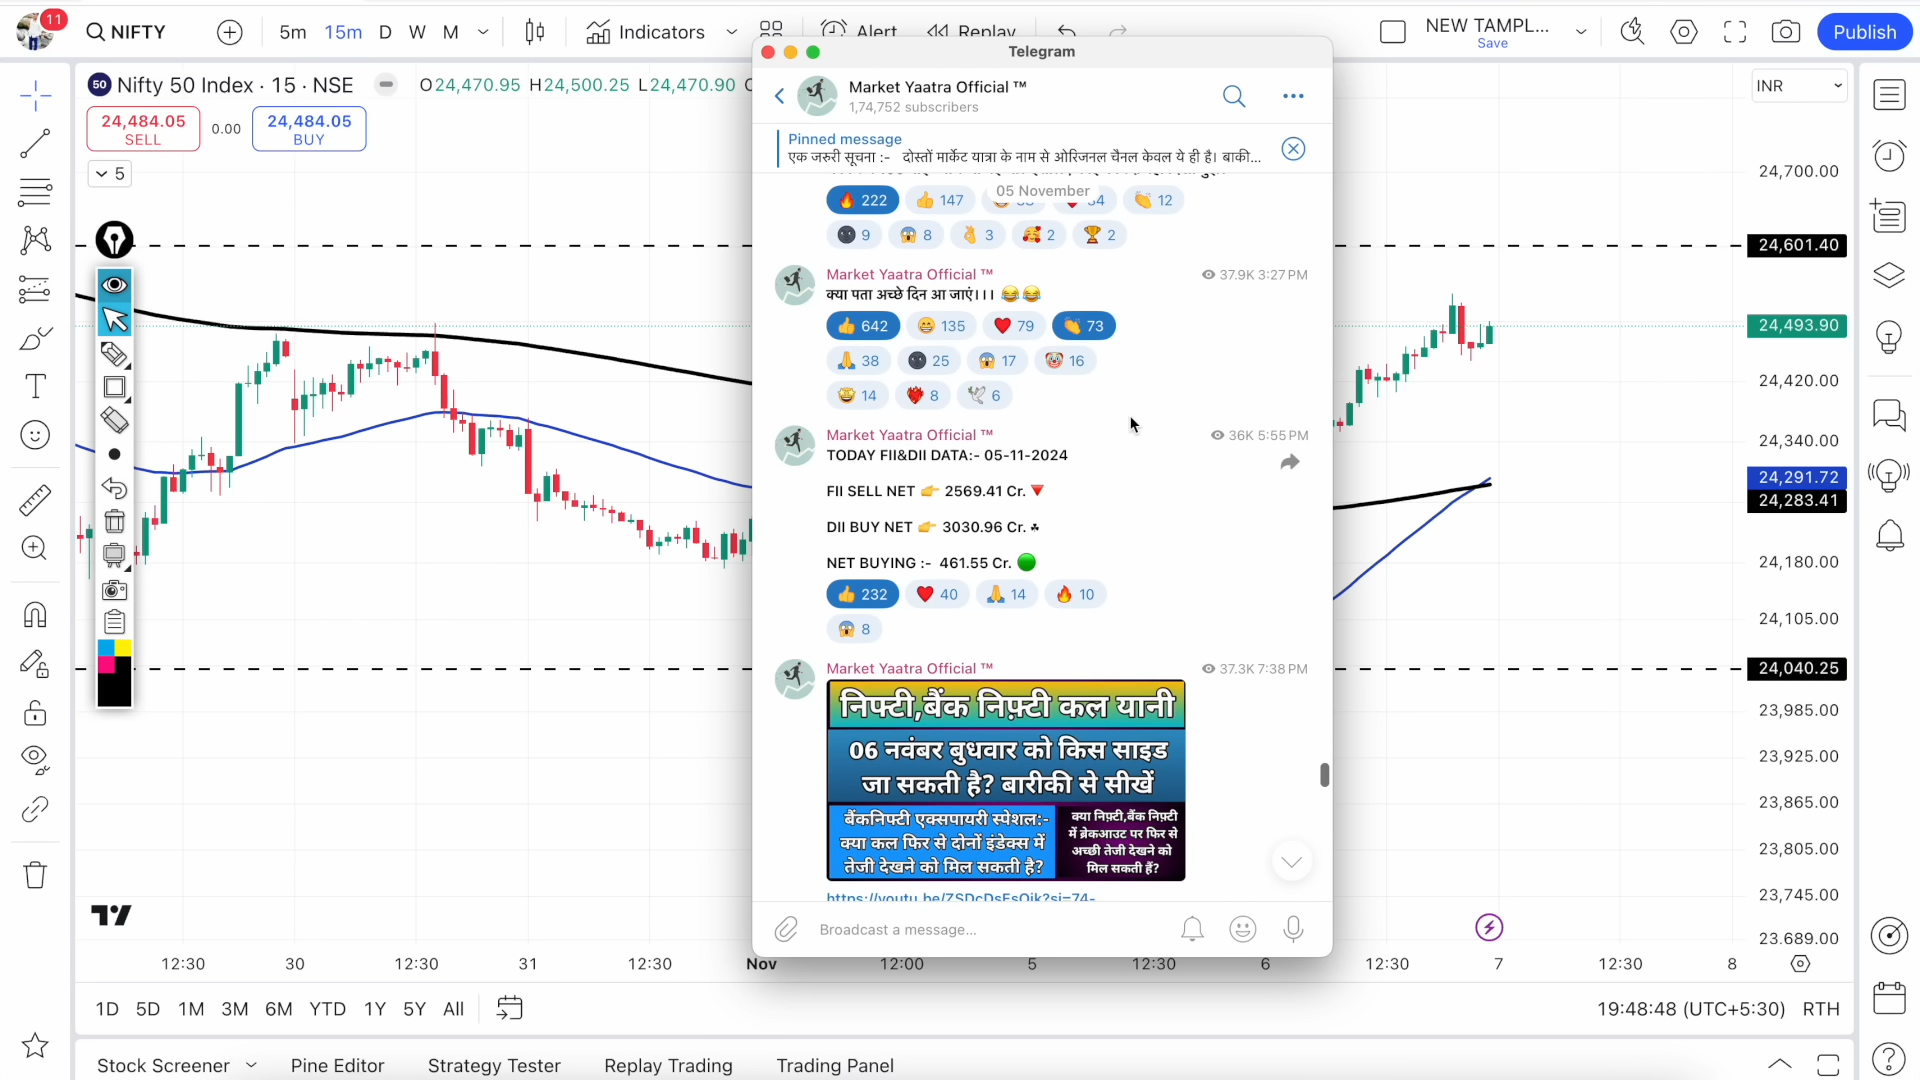 11
NIFTY
5m 15m D W M
Indicators
Alert
Replay
NEW TAMPL...
Save
Publish
50 Nifty 50 Index · 15 · NSE
O24,470.95 H24,500.25 L24,470.90
INR
24,484.05
SELL
0.00
24,484.05
BUY
5
Telegram
Market Yaatra Official ™
1,74,752 subscribers
Pinned message
एक जरुरी सूचना :- दोस्तों मार्केट यात्रा के नाम से ओरिजनल चैनल केवल ये ही है। बाकी...
05 November
🔥 222 👍 147 👏 12
🌚 9 😱 8 🤞 3 🥰 2 🏆 2
Market Yaatra Official ™ 37.9K 3:27 PM
क्या पता अच्छे दिन आ जाएं।।। 😂😂
👍 642 😁 135 ❤ 79 👏 73
🙏 38 🌚 25 😱 17 🤡 16
🤩 14 ❤‍🔥 8 🕊 6
Market Yaatra Official ™ 36K 5:55 PM
TODAY FII&DII DATA:- 05-11-2024
FII SELL NET 👉 2569.41 Cr. 🔻
DII BUY NET 👉 3030.96 Cr. ☘
NET BUYING :- 461.55 Cr. 🟢
👍 232 ❤ 40 🙏 14 🔥 10
😱 8
Market Yaatra Official ™ 37.3K 7:38 PM
निफ्टी,बैंक निफ़्टी कल यानी
06 नवंबर बुधवार को किस साइड
जा सकती है? बारीकी से सीखें
बैंकनिफ्टी एक्सपायरी स्पेशल:-
क्या कल फिर से दोनों इंडेक्स में
तेजी देखने को मिल सकती है?
क्या निफ़्टी,बैंक निफ़्टी
में ब्रेकआउट पर फिर से
अच्छी तेजी देखने को
मिल सकती हैं?
Broadcast a message...
24,700.00
24,601.40
24,493.90
24,420.00
24,340.00
24,291.72
24,283.41
24,180.00
24,105.00
24,040.25
23,985.00
23,925.00
23,865.00
23,805.00
23,745.00
23,689.00
12:30 30 12:30 31 12:30 Nov 12:00 5 12:30 6 12:30 7 12:30 8
1D 5D 1M 3M 6M YTD 1Y 5Y All
19:48:48 (UTC+5:30) RTH
Stock Screener Pine Editor Strategy Tester Replay Trading Trading Panel